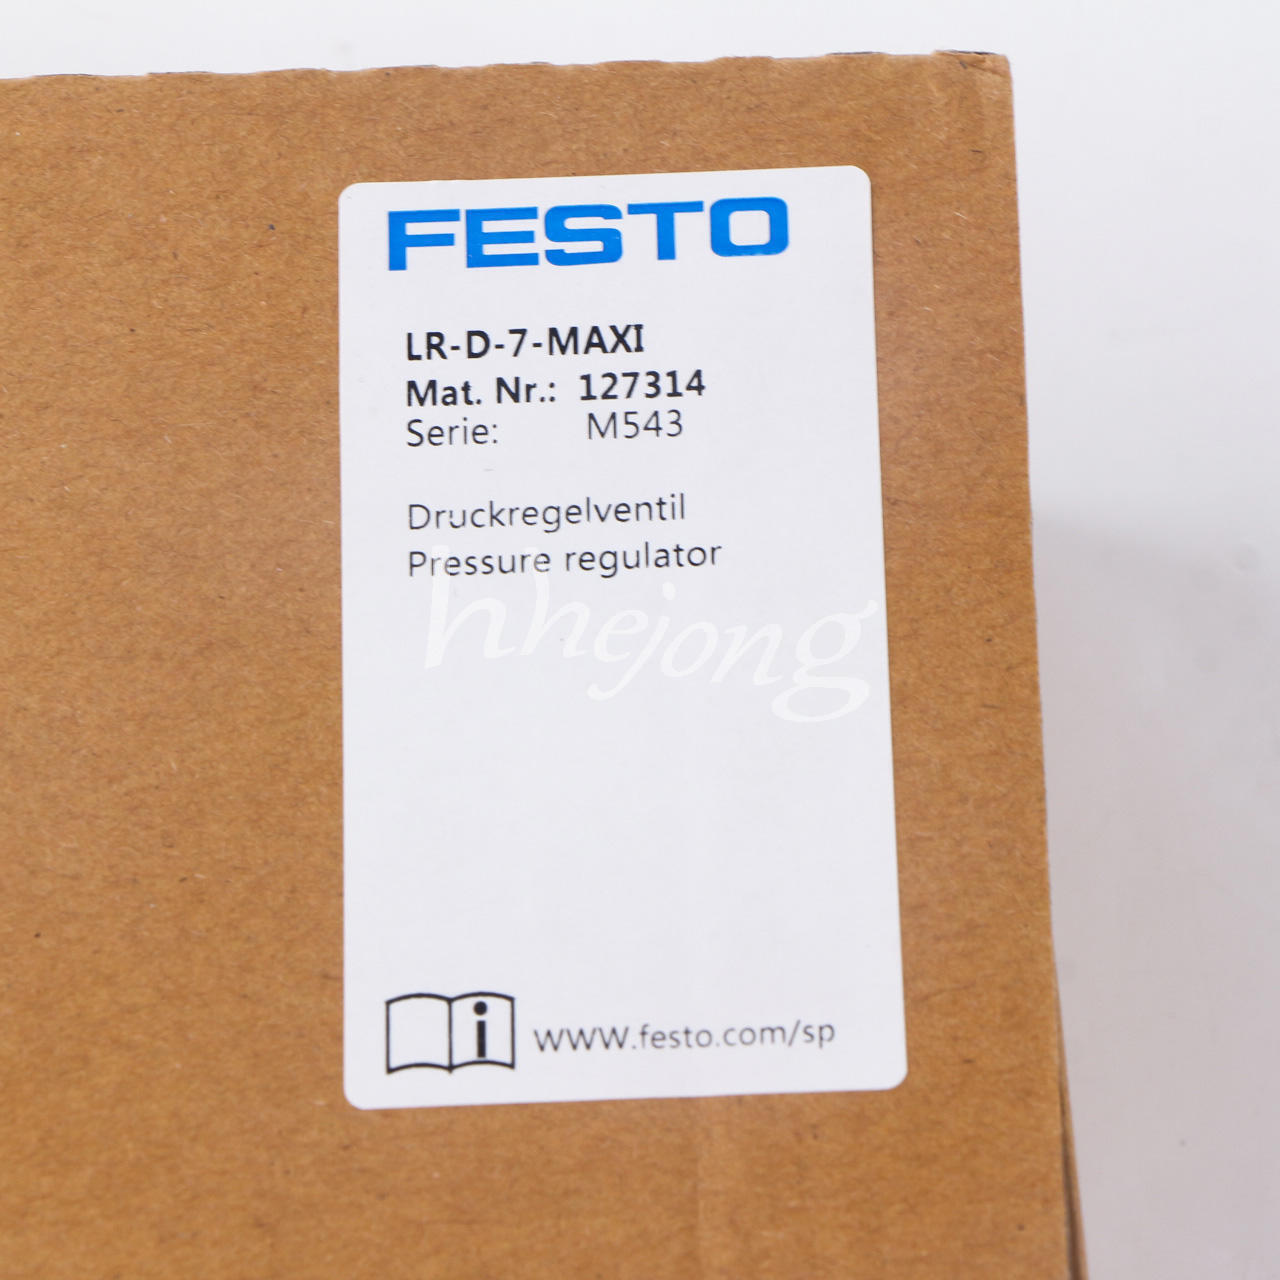 FESTO
LR-D-7-MAXI
Mat. Nr.: 127314
Serie: M543
Druckregelventil
Pressure regulator
hhejong
i www.festo.com/sp